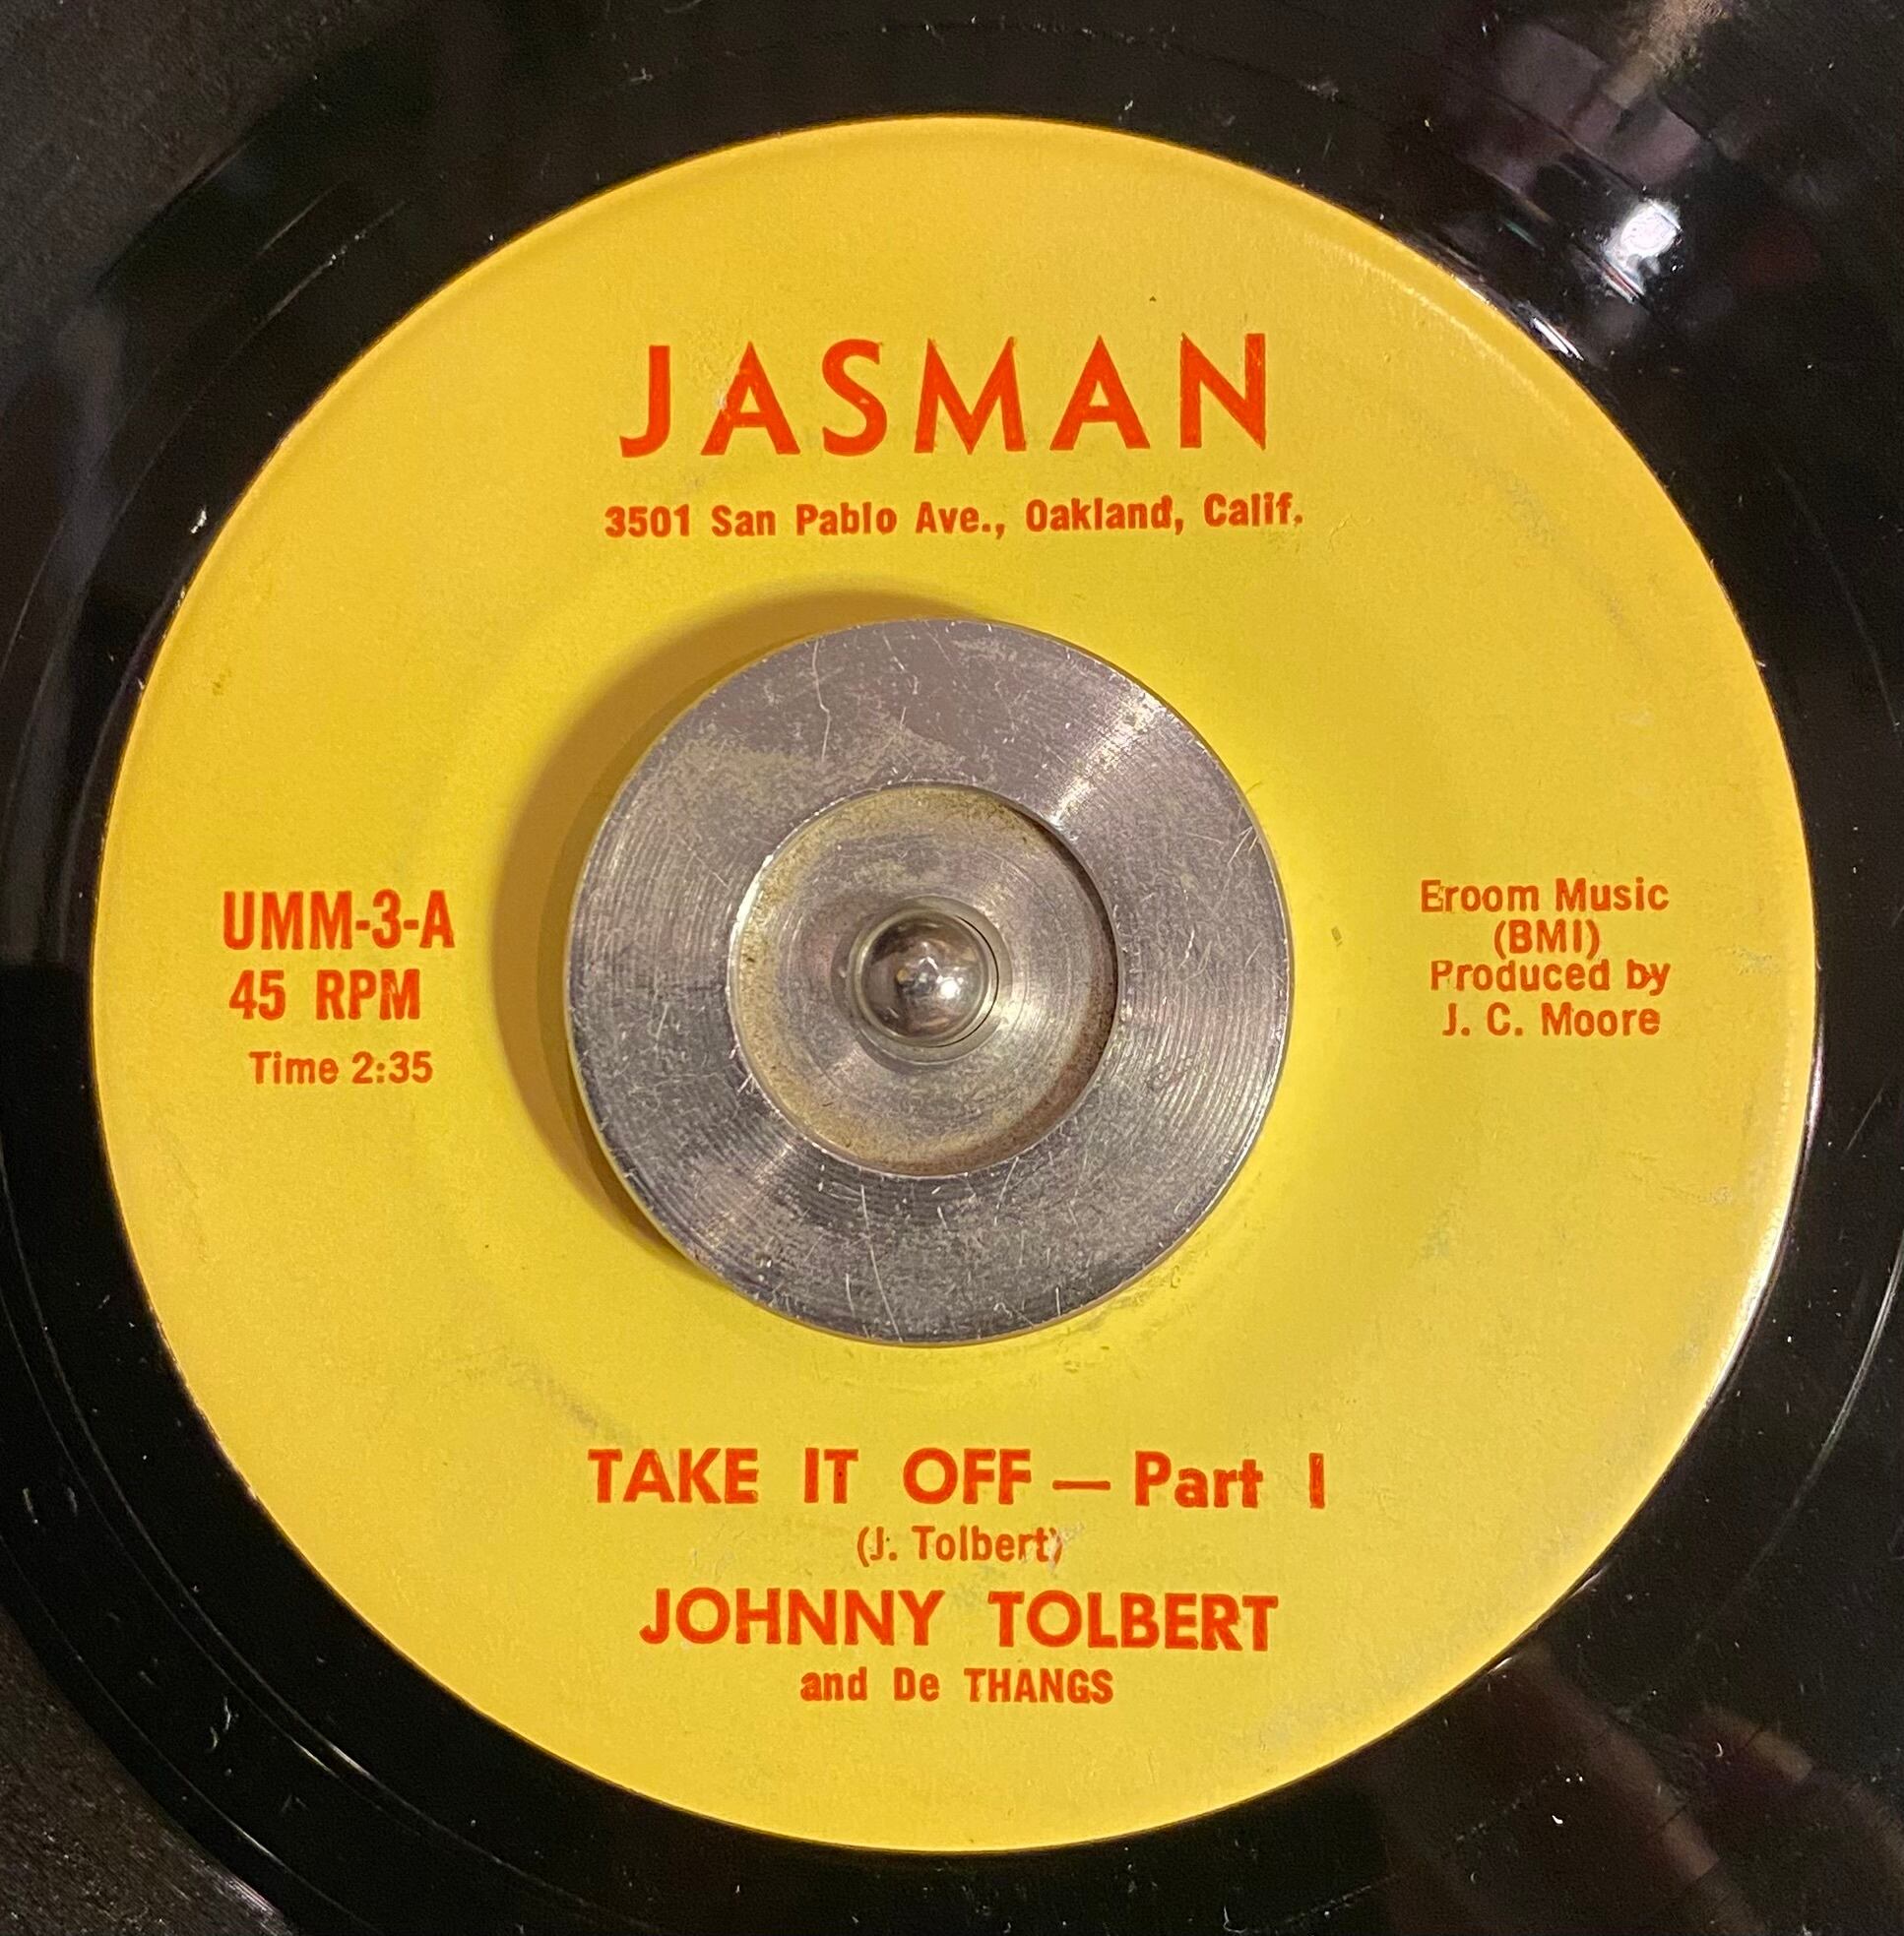 JASMAN
3501 San Pablo Ave., Oakland, Calif.
UMM-3-A
45 RPM
Time 2:35
Eroom Music
(BMI)
Produced by
J. C. Moore
TAKE IT OFF — Part I
(J. Tolbert)
JOHNNY TOLBERT
and De THANGS